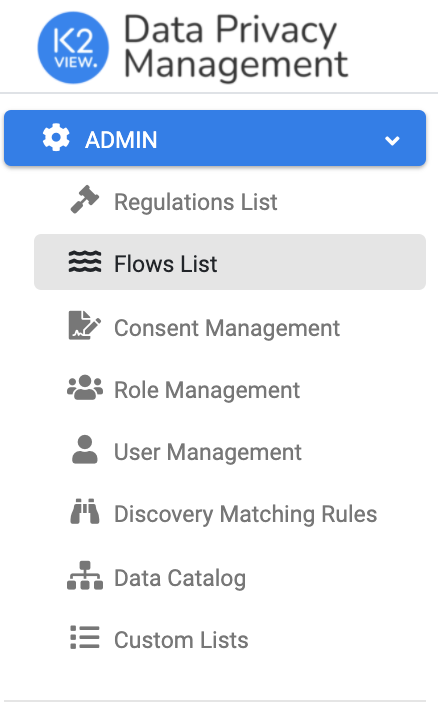 K2
VIEW.
Data Privacy
Management
ADMIN
Regulations List
Flows List
Consent Management
Role Management
User Management
Discovery Matching Rules
Data Catalog
Custom Lists